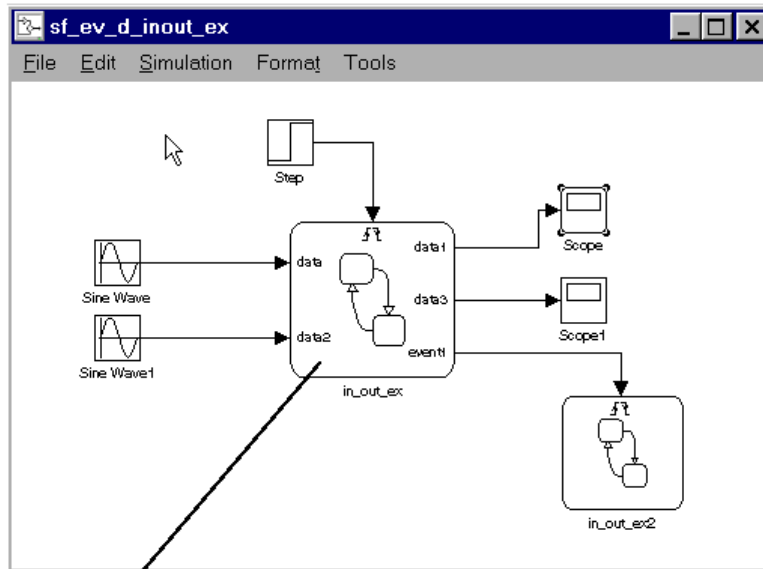 sf_ev_d_inout_ex
File Edit Simulation Format Tools
Step
data
data1
Scope
Sine Wave
data3
data2
Scope1
event1
Sine Wave1
in_out_ex
in_out_ex2